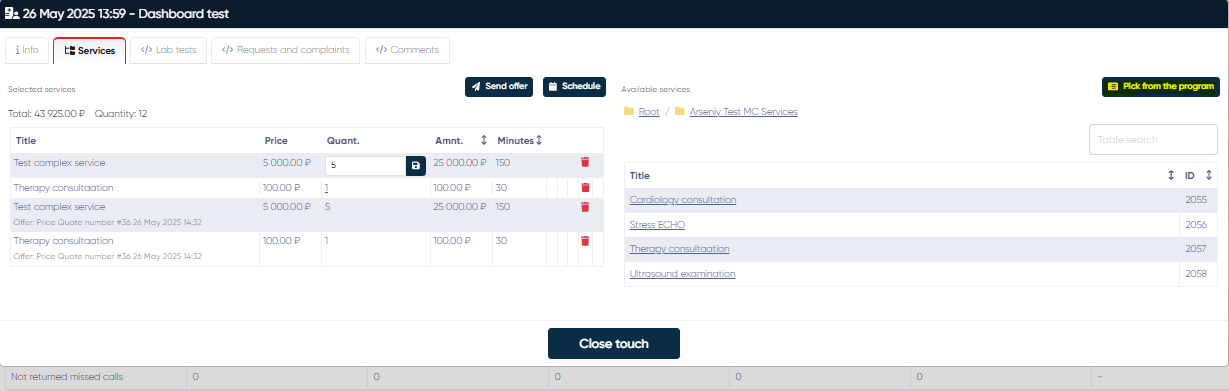 26 May 2025 13:59 - Dashboard test
Info
Services
Lab tests
Requests and complaints
Comments
Selected services
Send offer
Schedule
Total: 43 925.00 ₽ Quantity: 12
Title Price Quant. Amnt. Minutes
Test complex service 5 000.00 ₽ 5 25 000.00 ₽ 150
Therapy consultaation 100.00 ₽ 1 100.00 ₽ 30
Test complex service 5 000.00 ₽ 5 25 000.00 ₽ 150
Offer: Price Quote number #36 26 May 2025 14:32
Therapy consultaation 100.00 ₽ 1 100.00 ₽ 30
Offer: Price Quote number #36 26 May 2025 14:32
Available services
Pick from the program
Root / Arseniy Test MC Services
Table search
Title ID
Cardiology consultation 2055
Stress ECHO 2056
Therapy consultaation 2057
Ultrasound examination 2058
Close touch
Not returned missed calls 0 0 0 0 0 -